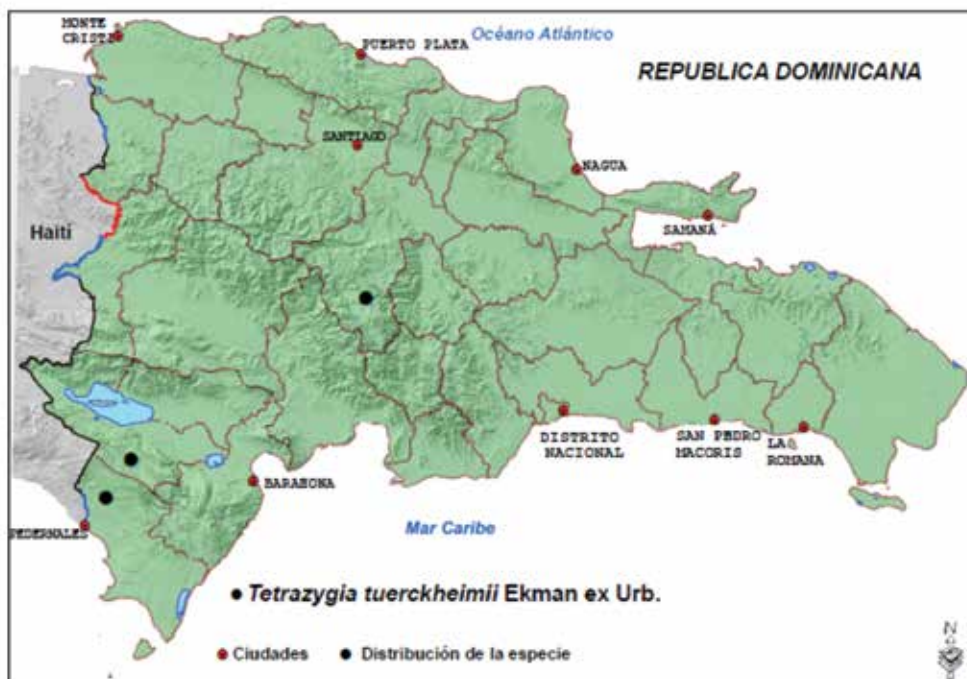 MONTE
CRISTI
PUERTO PLATA
Océano Atlántico
REPUBLICA DOMINICANA
SANTIAGO
NAGUA
SAMANÁ
Haití
DISTRITO
NACIONAL
SAN PEDRO
MACORIS
LA
ROMANA
BARAHONA
PEDERNALES
Mar Caribe
• Tetrazygia tuerckheimii Ekman ex Urb.
Ciudades
Distribución de la especie
N